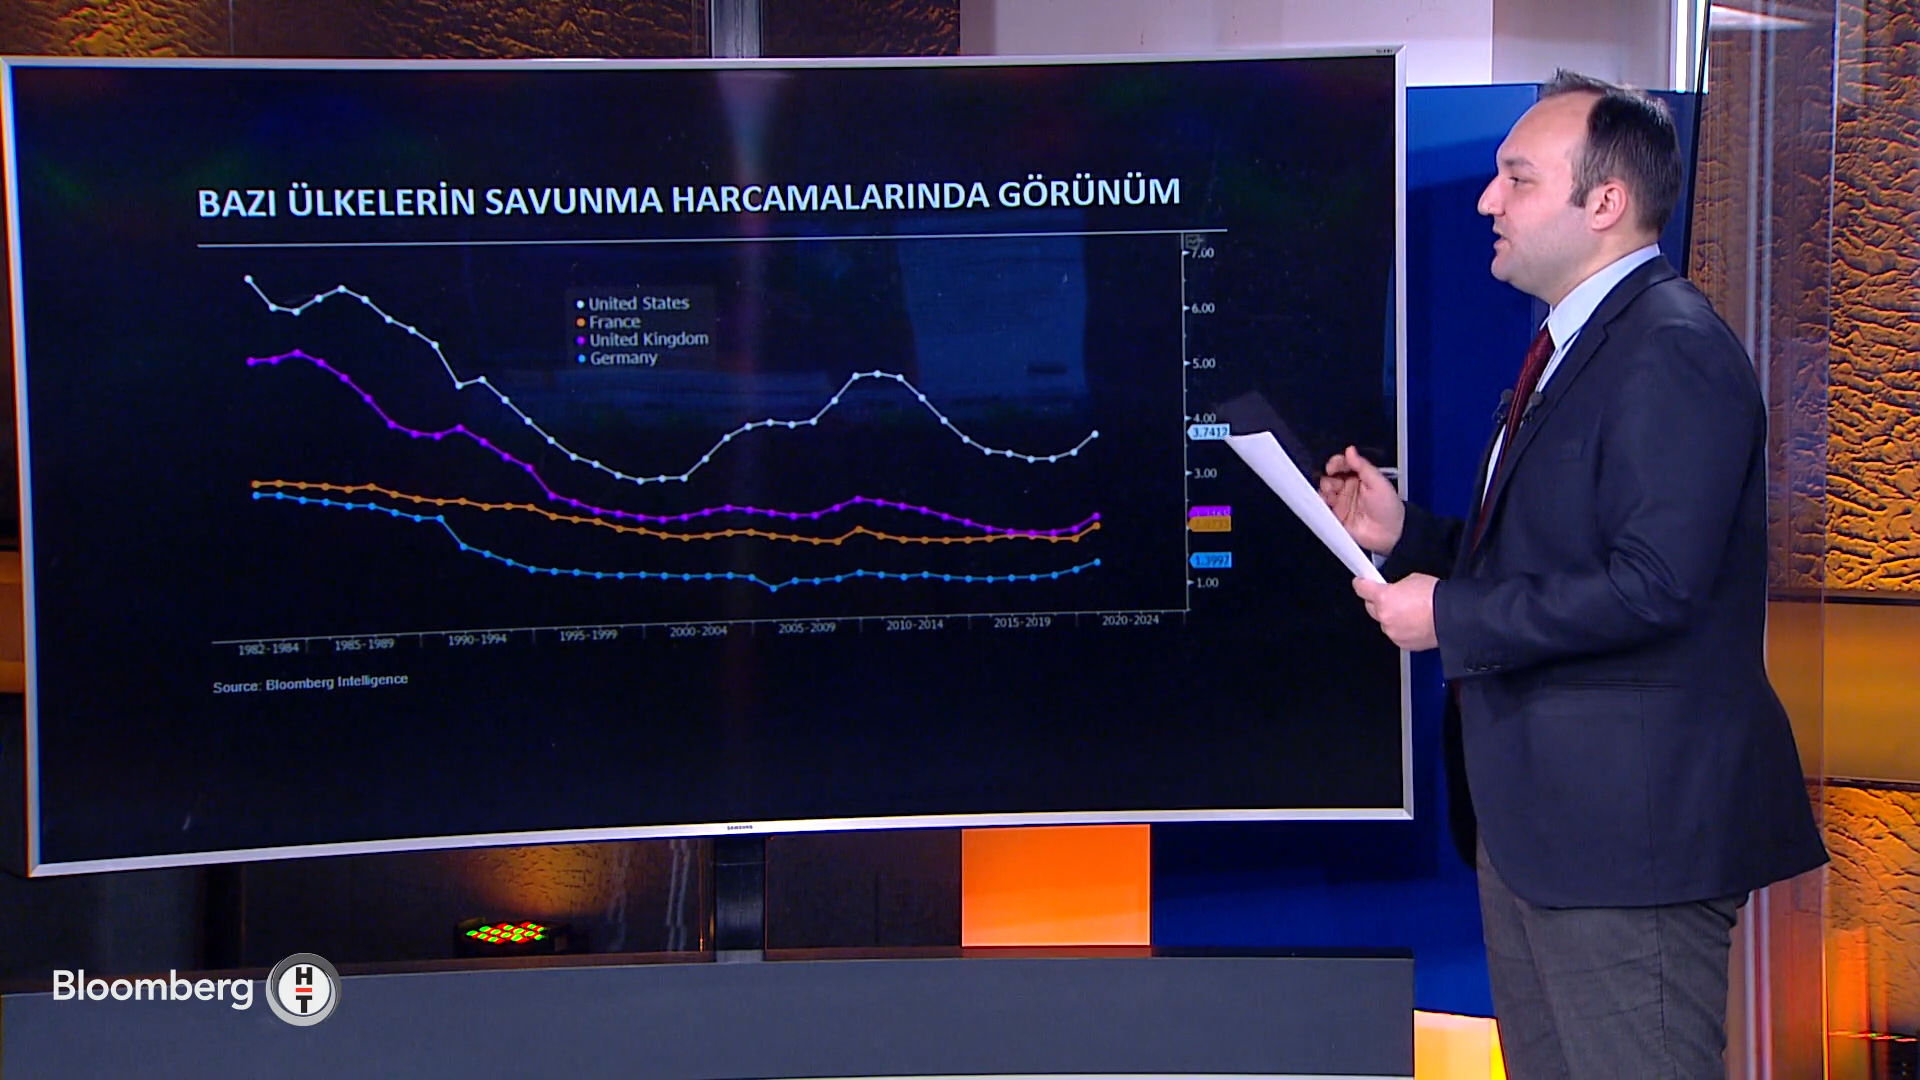 BAZI ÜLKELERİN SAVUNMA HARCAMALARINDA GÖRÜNÜM
United States
France
United Kingdom
Germany
7.00
6.00
5.00
4.00
3.7412
3.00
1.3997
1.00
1982-1984 1985-1989 1990-1994 1995-1999 2000-2004 2005-2009 2010-2014 2015-2019 2020-2024
Source: Bloomberg Intelligence
SAMSUNG
Bloomberg HT